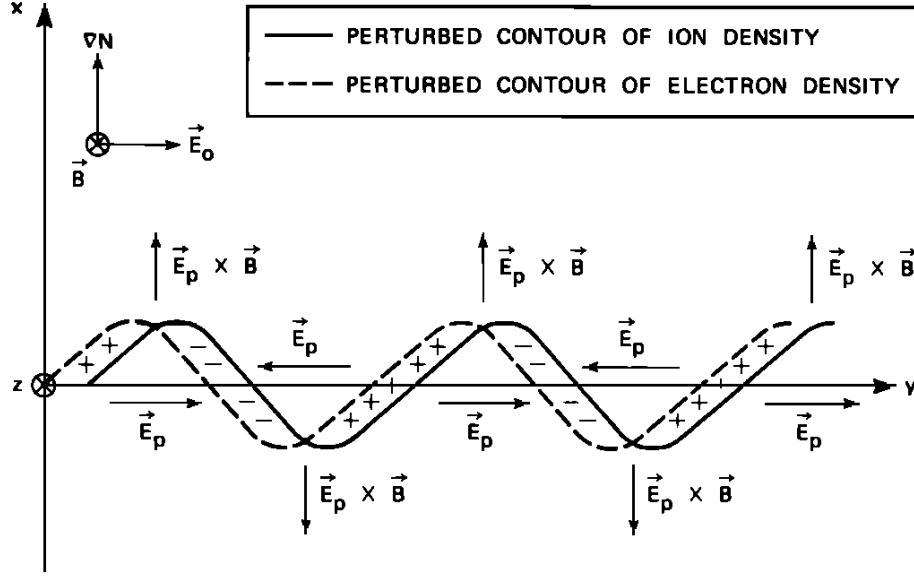 x
∇N
E⃗o
B⃗
——— PERTURBED CONTOUR OF ION DENSITY
--- PERTURBED CONTOUR OF ELECTRON DENSITY
E⃗p X B⃗
E⃗p X B⃗
E⃗p X B⃗
E⃗p
E⃗p
+ + − − − − + + + + + − − − − + + + + +
z
y
E⃗p
E⃗p
E⃗p
E⃗p X B⃗
E⃗p X B⃗